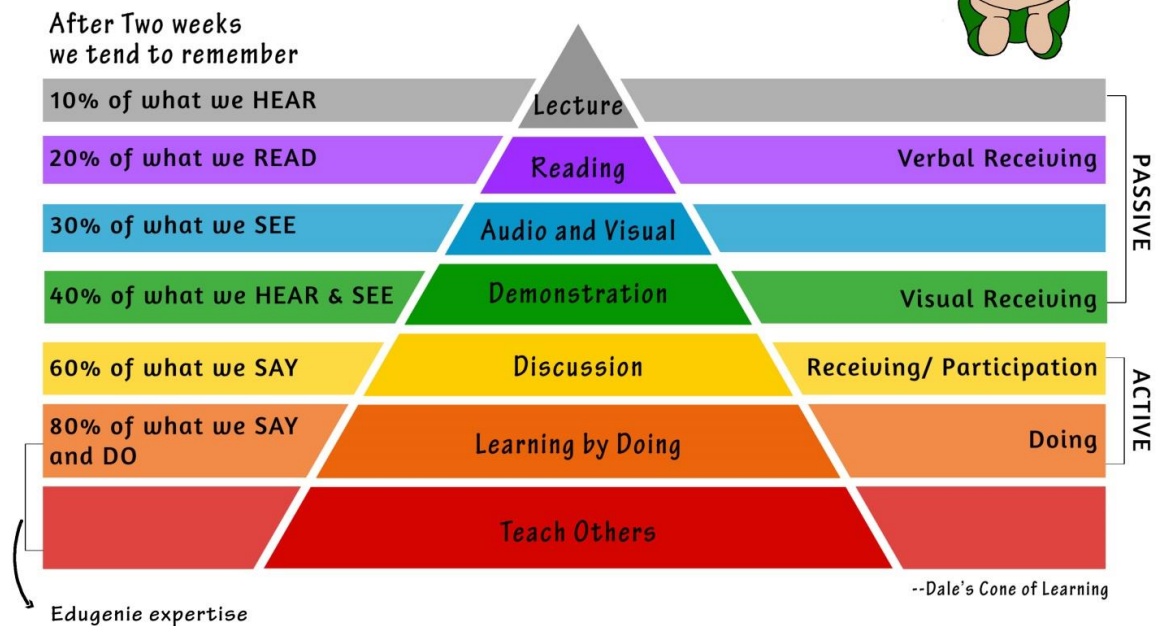 After Two weeks
we tend to remember
10% of what we HEAR
Lecture
20% of what we READ
Reading
Verbal Receiving
30% of what we SEE
Audio and Visual
40% of what we HEAR & SEE
Demonstration
Visual Receiving
PASSIVE
60% of what we SAY
Discussion
Receiving/ Participation
80% of what we SAY
and DO
Learning by Doing
Doing
ACTIVE
Teach Others
--Dale's Cone of Learning
Edugenie expertise